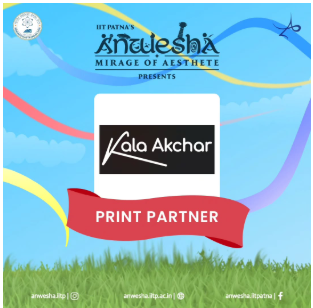 IIT PATNA'S
ANWESHA
MIRAGE OF AESTHETE
PRESENTS
Kala Akchar
PRINT PARTNER
anwesha.iitp |
anwesha.iitp.ac.in |
anwesha.iitpatna |